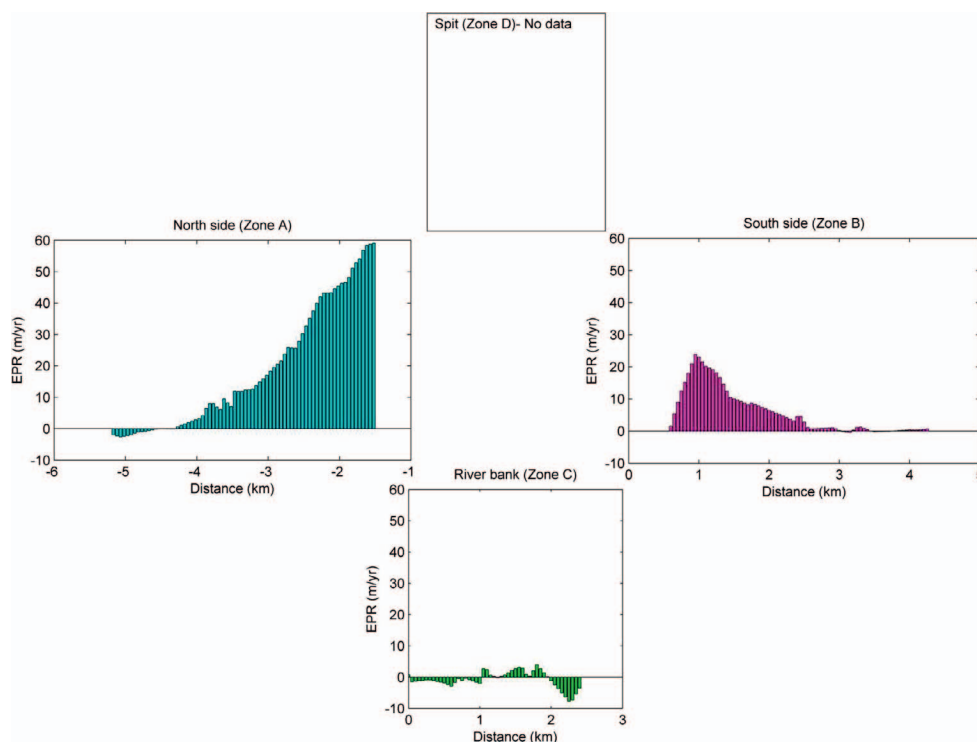 Spit (Zone D)- No data
North side (Zone A)
60
50
40
30
20
10
0
-10
EPR (m/yr)
-6 -5 -4 -3 -2 -1
Distance (km)
South side (Zone B)
60
50
40
30
20
10
0
-10
EPR (m/yr)
0 1 2 3 4 5
Distance (km)
River bank (Zone C)
60
50
40
30
20
10
0
-10
EPR (m/yr)
0 1 2 3
Distance (km)